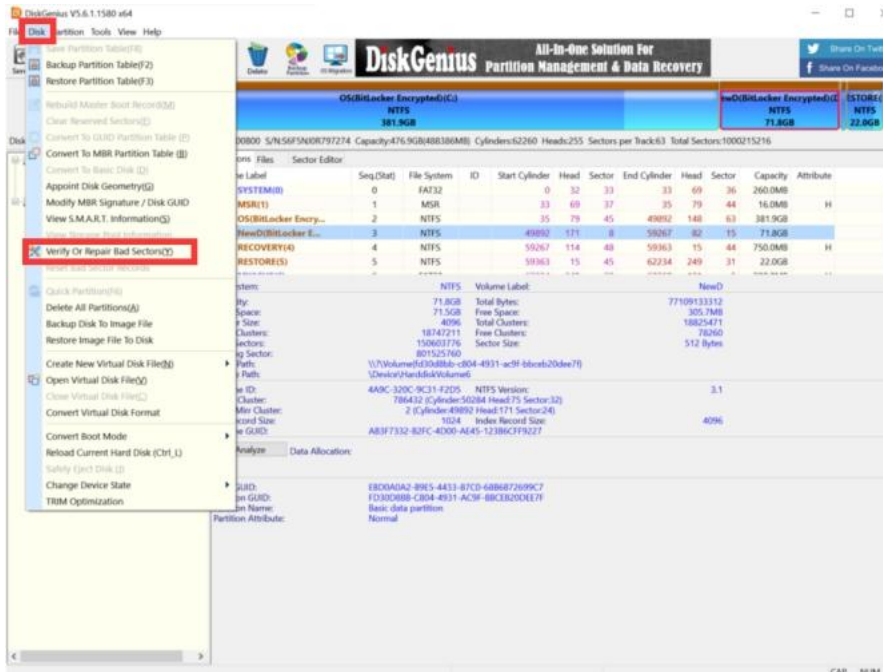 DiskGenius V5.6.1.1580 x64
Disk Partition Tools View Help
Save Partition Table(F8)
Backup Partition Table(F2)
Restore Partition Table(F3)
Rebuild Master Boot Record(M)
Clear Reserved Sectors(E)
Convert To GUID Partition Table (P)
Convert To MBR Partition Table (B)
Convert To Basic Disk (D)
Appoint Disk Geometry(G)
Modify MBR Signature / Disk GUID
View S.M.A.R.T. Information(S)
Verify Or Repair Bad Sectors(Y)
Reset Bad Sector Records
Quick Partition(F6)
Delete All Partitions(A)
Backup Disk To Image File
Restore Image File To Disk
Create New Virtual Disk File(N)
Open Virtual Disk File(V)
Close Virtual Disk File(C)
Convert Virtual Disk Format
Convert Boot Mode
Reload Current Hard Disk (Ctrl_L)
Safely Eject Disk (J)
Change Device State
TRIM Optimization
Delete
DiskGenius
All-In-One Solution For
Partition Management & Data Recovery
Share On
Share On
OS(BitLocker Encrypted)(C:)
NTFS
381.9GB
NTFS
71.8GB
NTFS
22.0GB
Capacity:476.9GB(488386MB) Cylinders:62260 Heads:255 Sectors per Track:63 Total Sectors:1000215216
Files Sector Editor
Label Seq.(Stat) File System ID Start Cylinder Head Sector End Cylinder Head Sector Capacity Attribute
SYSTEM(0) 0 FAT32 0 32 33 33 69 36 260.0MB
MSR(1) 1 MSR 33 69 37 35 79 44 16.0MB H
OS(BitLocker Encry... 2 NTFS 35 79 45 49892 148 63 381.9GB
NewD(BitLocker E... 3 NTFS 49892 171 8 59267 82 15 71.8GB
RECOVERY(4) 4 NTFS 59267 114 48 59363 15 44 750.0MB H
RESTORE(5) 5 NTFS 59363 15 45 62234 249 31 22.0GB
NTFS Volume Label: NewD
71.8GB Total Bytes: 77109133312
71.5GB Free Space: 305.7MB
4096 Total Clusters: 18825471
18747211 Free Clusters: 78260
150603776 Sector Size: 512 Bytes
801525760
Path:
\Device\HarddiskVolume6
4A9C-320C-9C31-F2D5 NTFS Version: 3.1
Cluster: 786432 (Cylinder:50284 Head:75 Sector:32)
Cluster: 2 (Cylinder:49892 Head:171 Sector:24)
1024 Index Record Size: 4096
GUID: A83F7332-82FC-4D00-AE45-12386CFF9227
Analyze Data Allocation:
GUID: EBD0A0A2-B9E5-4433-87C0-68B6B72699C7
GUID: FD30D8BB-C804-4931-AC9F-BBCEB20DEE7F
Name: Basic data partition
Partition Attribute: Normal